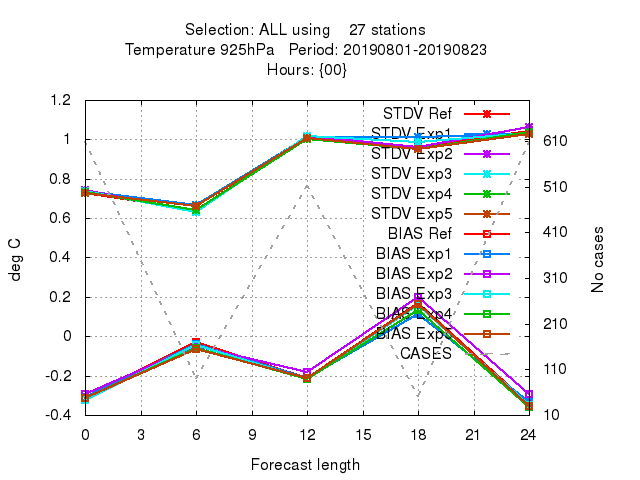 Selection: ALL using    27 stations
Temperature 925hPa   Period: 20190801-20190823
Hours: {00}
1.2
1
0.8
0.6
0.4
0.2
0
-0.2
-0.4
deg C
STDV Ref
STDV Exp1
STDV Exp2
STDV Exp3
STDV Exp4
STDV Exp5
BIAS Ref
BIAS Exp1
BIAS Exp2
BIAS Exp3
BIAS Exp4
BIAS Exp5
CASES
610
510
410
310
210
110
10
No cases
0 3 6 9 12 15 18 21 24
Forecast length